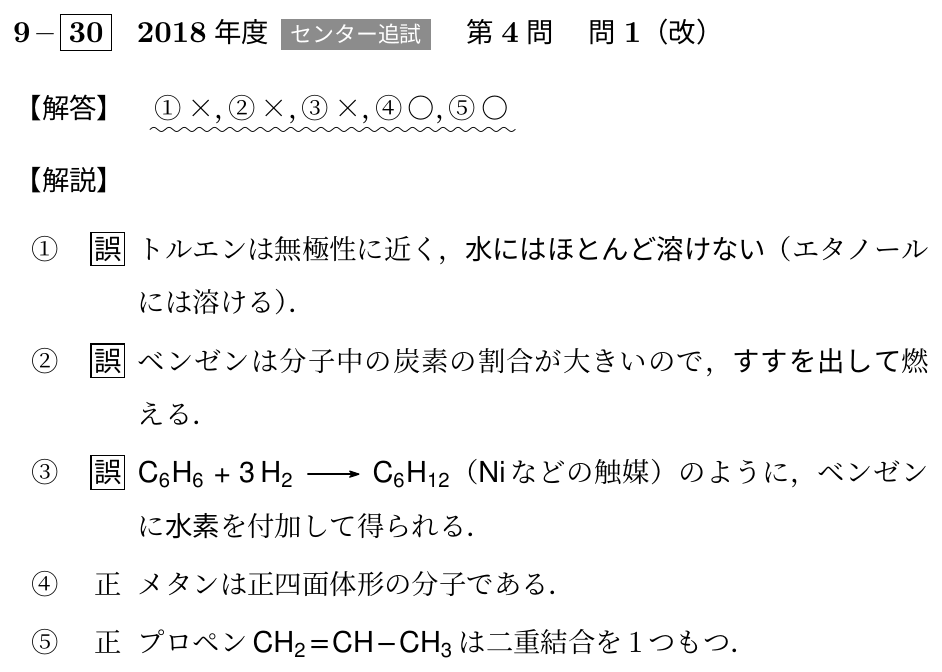 9－30 2018 年度 センター追試 第 4 問 問 1（改）
【解答】 ① ×, ② ×, ③ ×, ④ ○, ⑤ ○
【解説】
① 誤 トルエンは無極性に近く，水にはほとんど溶けない（エタノール
には溶ける）．
② 誤 ベンゼンは分子中の炭素の割合が大きいので，すすを出して燃
える．
③ 誤 C₆H₆ + 3 H₂ ⟶ C₆H₁₂（Ni などの触媒）のように，ベンゼン
に水素を付加して得られる．
④ 正 メタンは正四面体形の分子である．
⑤ 正 プロペン CH₂=CH−CH₃ は二重結合を 1 つもつ．